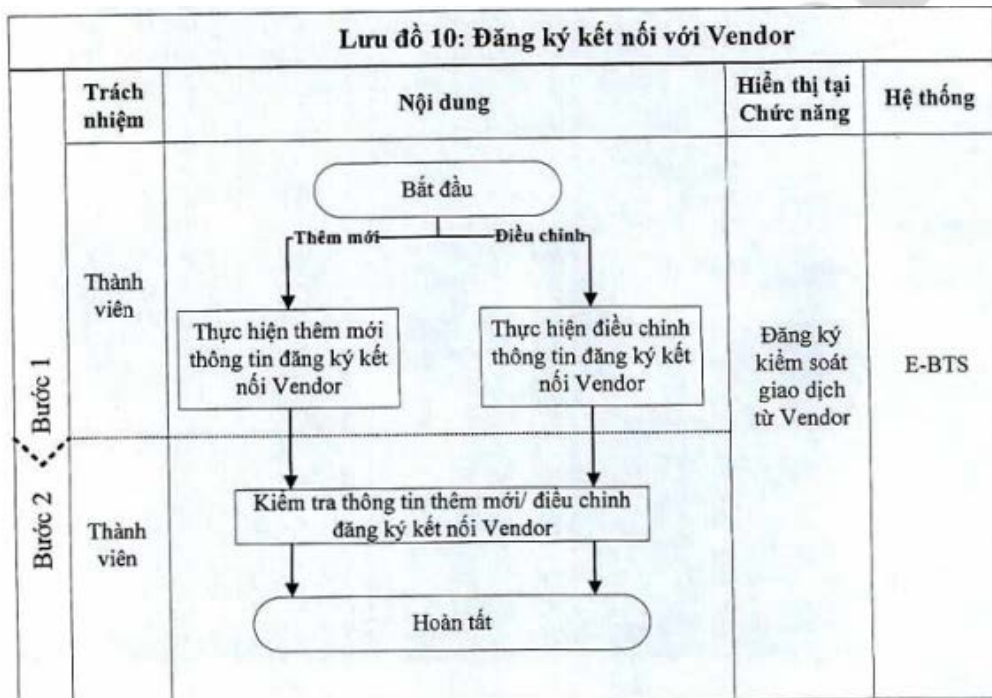 Lưu đồ 10: Đăng ký kết nối với Vendor
Trách
nhiệm
Nội dung
Hiển thị tại
Chức năng
Hệ thống
Bước 1
Thành
viên
Bắt đầu
Thêm mới
Điều chỉnh
Thực hiện thêm mới
thông tin đăng ký kết
nối Vendor
Thực hiện điều chỉnh
thông tin đăng ký kết
nối Vendor
Đăng ký
kiểm soát
giao dịch
từ Vendor
E-BTS
Bước 2
Thành
viên
Kiểm tra thông tin thêm mới/ điều chỉnh
đăng ký kết nối Vendor
Hoàn tất